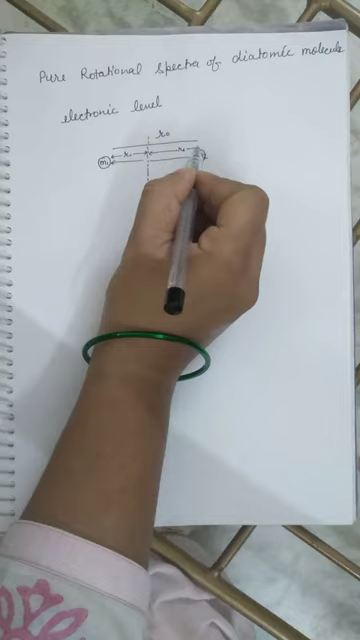 Pure Rotational Spectra of diatomic molecule
electronic level
r₀
m₁ r₁ r₂